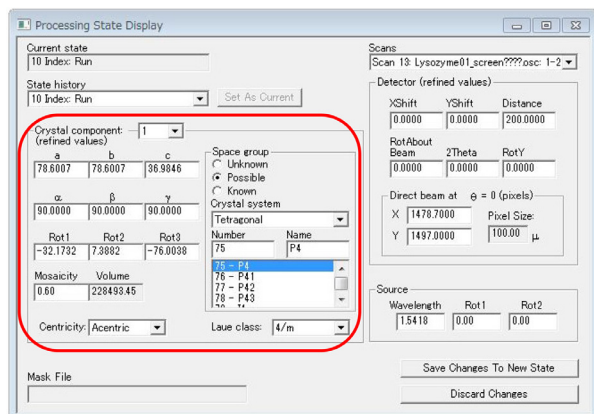 Processing State Display
Current state
10 Index: Run
State history
10 Index: Run
Set As Current
Crystal component: 1
(refined values)
a b c
78.6007 78.6007 36.9846
α β γ
90.0000 90.0000 90.0000
Rot1 Rot2 Rot3
-32.1732 7.3882 -76.0038
Mosaicity Volume
0.60 228493.45
Centricity: Acentric
Space group
Unknown
Possible
Known
Crystal system
Tetragonal
Number Name
75 P4
75 - P4
76 - P41
77 - P42
78 - P43
Laue class: 4/m
Mask File
Scans
Scan 13: Lysozyme01_screen????.osc: 1-2
Detector (refined values)
XShift YShift Distance
0.0000 0.0000 200.0000
RotAbout
Beam 2Theta RotY
0.0000 0.0000 0.0000
Direct beam at θ = 0 (pixels)
X 1478.7000 Pixel Size:
Y 1497.0000 100.00 μ
Source
Wavelength Rot1 Rot2
1.5418 0.00 0.00
Save Changes To New State
Discard Changes